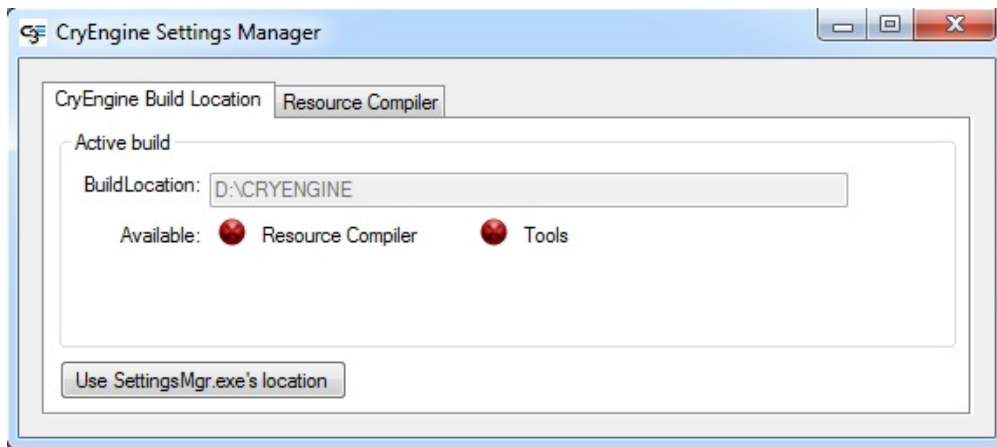 CryEngine Settings Manager
CryEngine Build Location Resource Compiler
Active build
BuildLocation: D:\CRYENGINE
Available: Resource Compiler Tools
Use SettingsMgr.exe's location